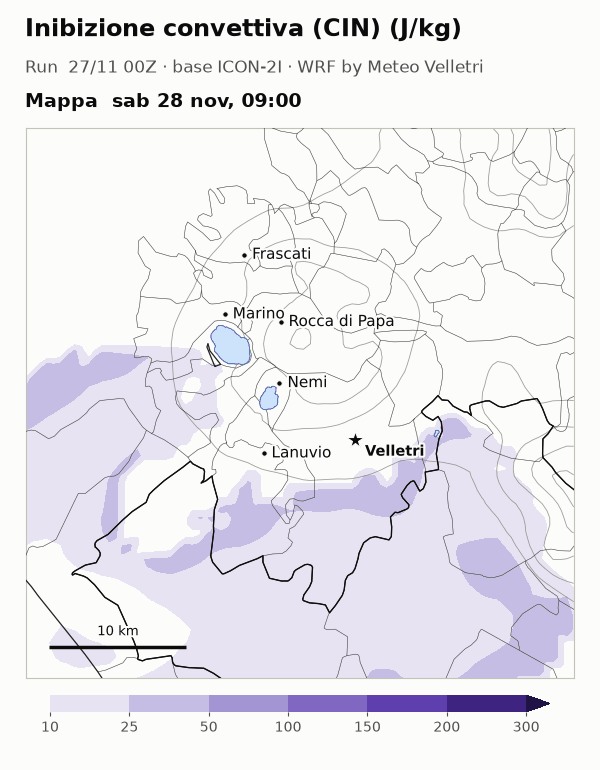 Inibizione convettiva (CIN) (J/kg)
Run  27/11 00Z · base ICON-2I · WRF by Meteo Velletri
Mappa  sab 28 nov, 09:00
Frascati
Marino
Rocca di Papa
Nemi
Velletri
Lanuvio
10 km
10 25 50 100 150 200 300